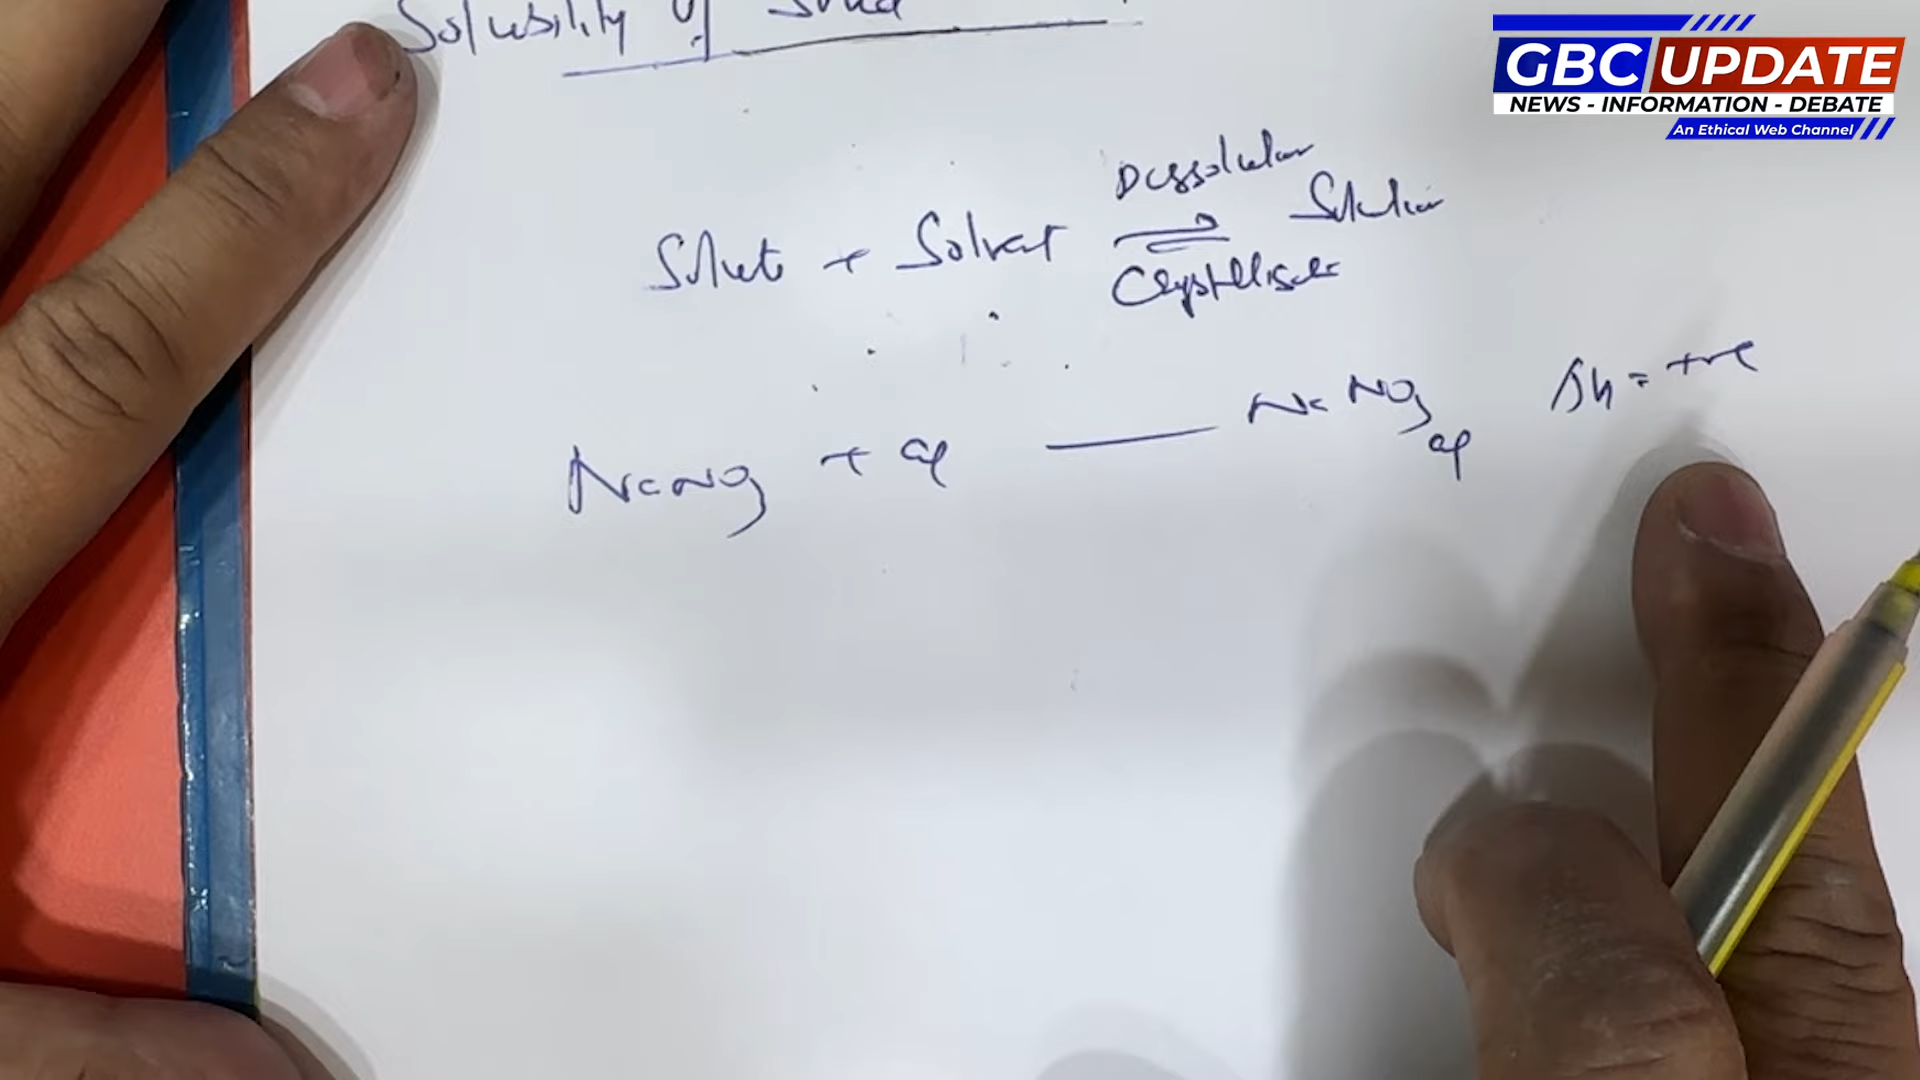 Solubility of Solid
GBC UPDATE
NEWS - INFORMATION - DEBATE
An Ethical Web Channel
Dissolution
Solute + Solvent ⇌ Solution
Crystallisation
NaNO3 + aq — NaNO3 aq ΔH = +ve